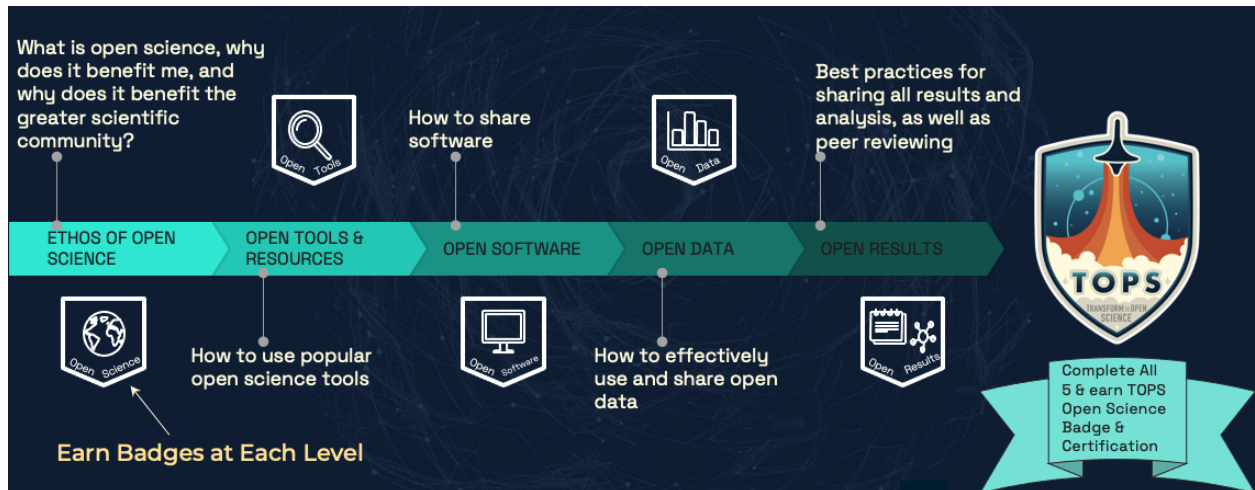 What is open science, why
does it benefit me, and
why does it benefit the
greater scientific
community?
Open Tools
How to share
software
Open Data
Best practices for
sharing all results and
analysis, as well as
peer reviewing
ETHOS OF OPEN
SCIENCE
OPEN TOOLS &
RESOURCES
OPEN SOFTWARE
OPEN DATA
OPEN RESULTS
TOPS
TRANSFORM TO OPEN
SCIENCE
Open Science
How to use popular
open science tools
Open Software
How to effectively
use and share open
data
Open Results
Earn Badges at Each Level
Complete All
5 & earn TOPS
Open Science
Badge &
Certification